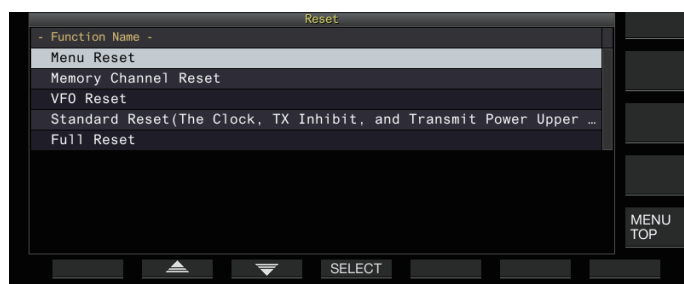 Reset
- Function Name -
Menu Reset
Memory Channel Reset
VFO Reset
Standard Reset(The Clock, TX Inhibit, and Transmit Power Upper …
Full Reset
MENU
TOP
SELECT